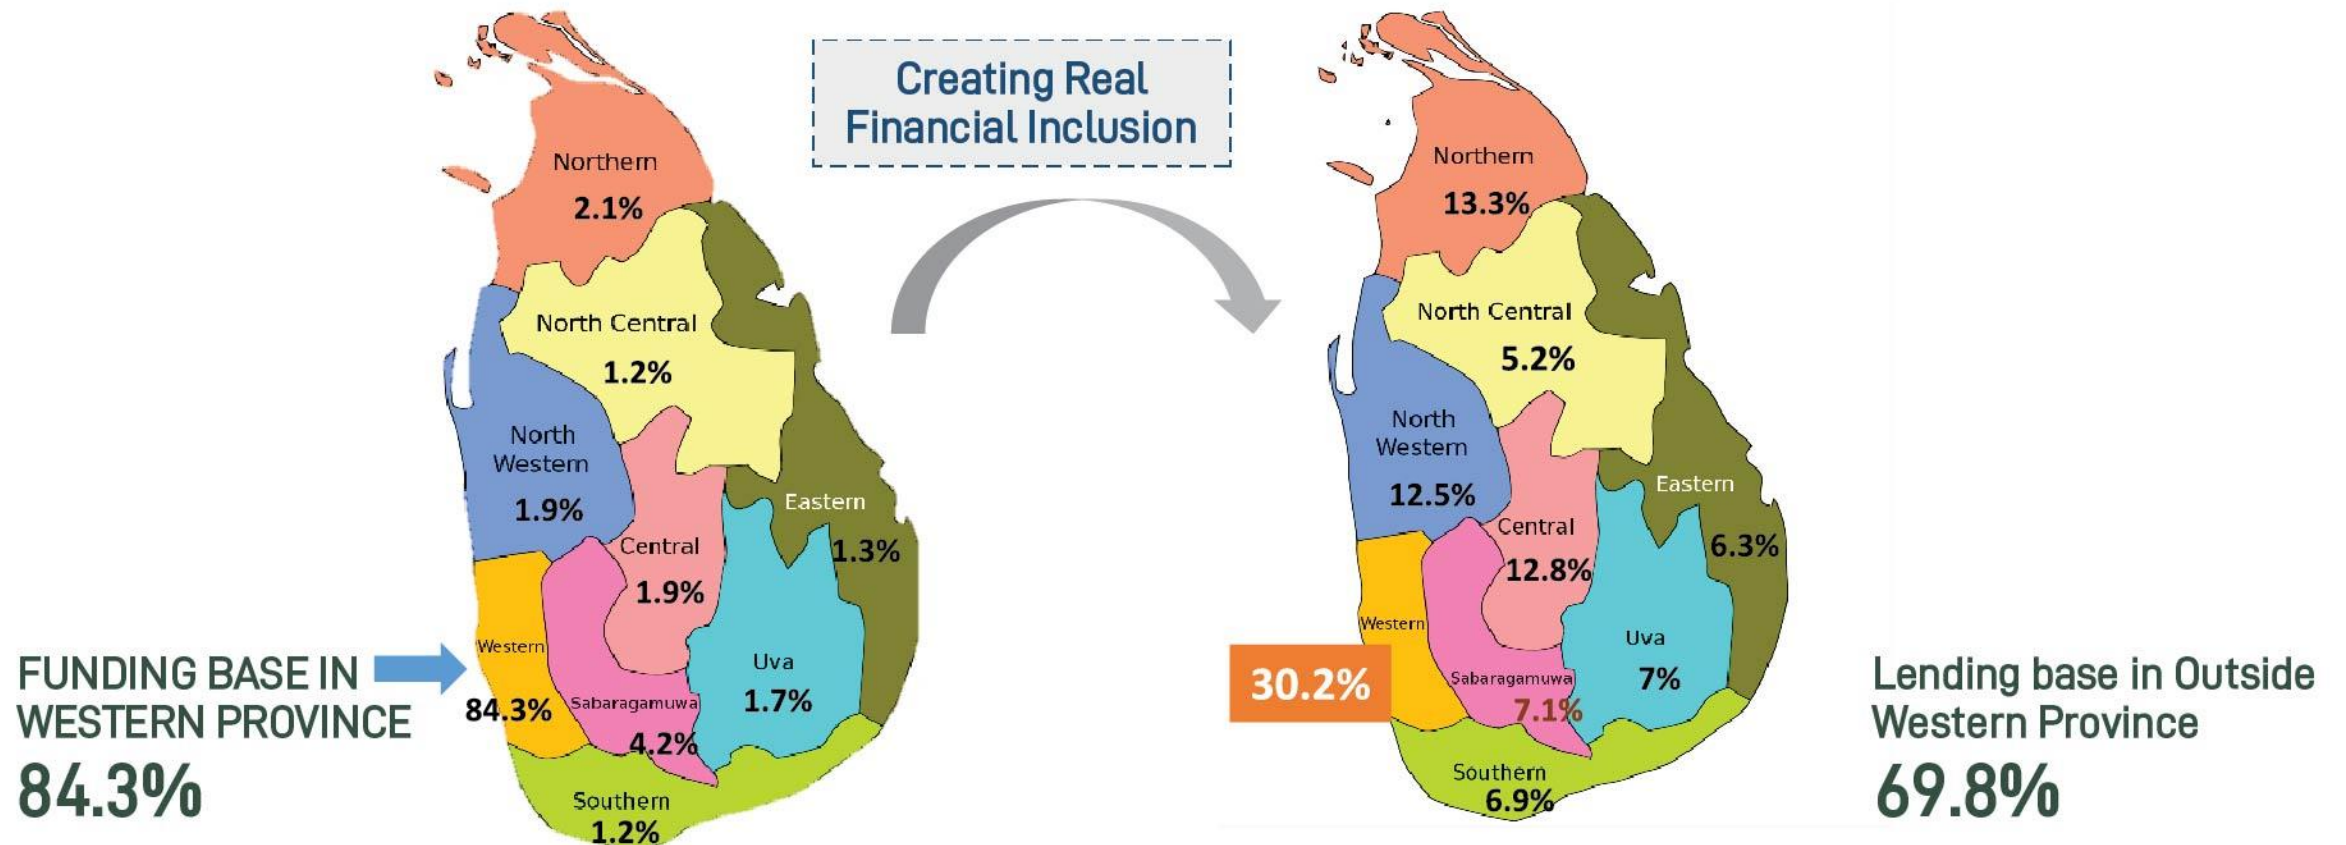 Creating Real
Financial Inclusion
Northern
2.1%
North Central
1.2%
North
Western
1.9%
Eastern
1.3%
Central
1.9%
Western
84.3%
Sabaragamuwa
4.2%
Uva
1.7%
Southern
1.2%
FUNDING BASE IN
WESTERN PROVINCE
84.3%
Northern
13.3%
North Central
5.2%
North
Western
12.5%
Eastern
6.3%
Central
12.8%
Western
30.2%
Sabaragamuwa
7.1%
Uva
7%
Southern
6.9%
Lending base in Outside
Western Province
69.8%